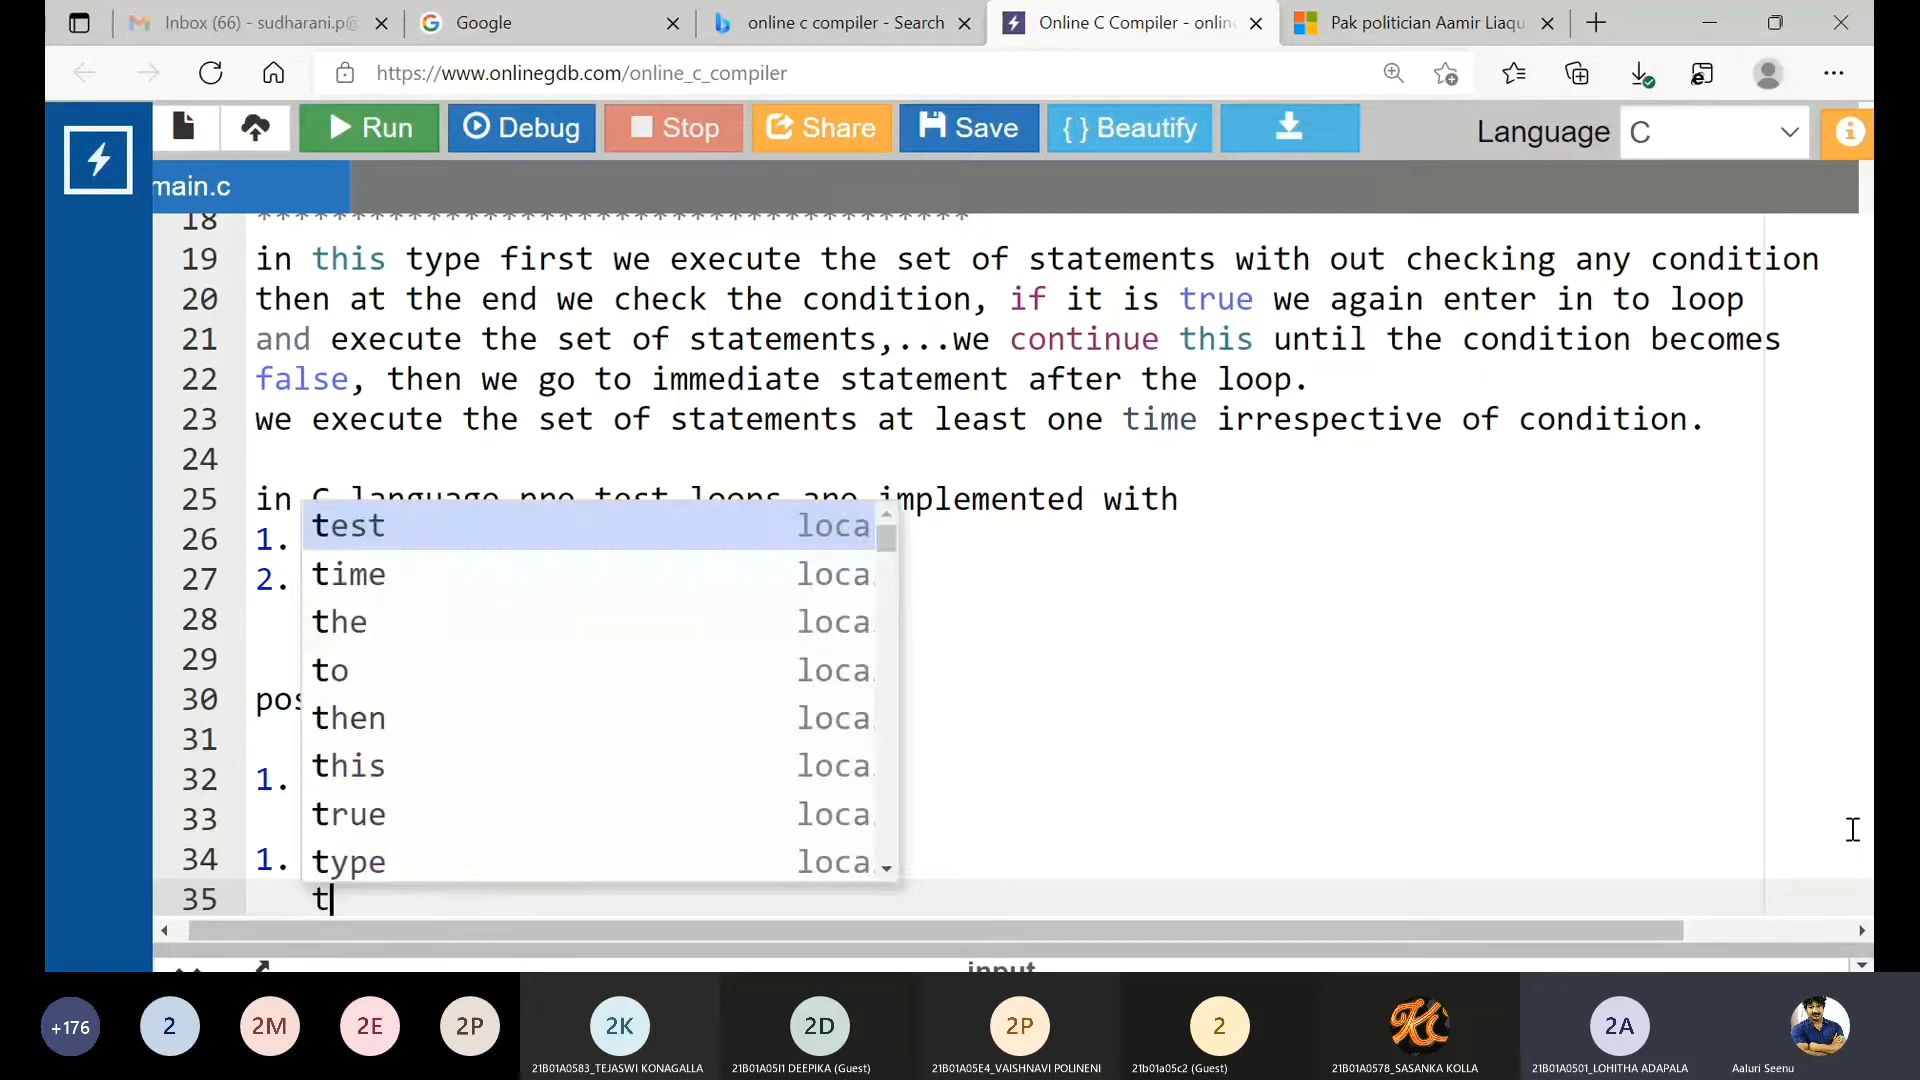 Inbox (66) - sudharani.p@
Google
online c compiler - Search
Online C Compiler - onlin
Pak politician Aamir Liaqu
https://www.onlinegdb.com/online_c_compiler
Run
Debug
Stop
Share
Save
{ } Beautify
Language
C
main.c
18 *************************************
19 in this type first we execute the set of statements with out checking any condition
20 then at the end we check the condition, if it is true we again enter in to loop
21 and execute the set of statements,...we continue this until the condition becomes
22 false, then we go to immediate statement after the loop.
23 we execute the set of statements at least one time irrespective of condition.
24
25 in C language pre test loops are implemented with
26 1.
27 2.
28
29
30 pos
31
32 1.
33
34 1.
35 t
test loca
time loca
the loca
to loca
then loca
this loca
true loca
type loca
input
+176
2
2M
2E
2P
2K
21B01A0583_TEJASWI KONAGALLA
2D
21B01A05I1 DEEPIKA (Guest)
2P
21B01A05E4_VAISHNAVI POLINENI
2
21b01a05c2 (Guest)
21B01A0578_SASANKA KOLLA
2A
21B01A0501_LOHITHA ADAPALA
Aaluri Seenu